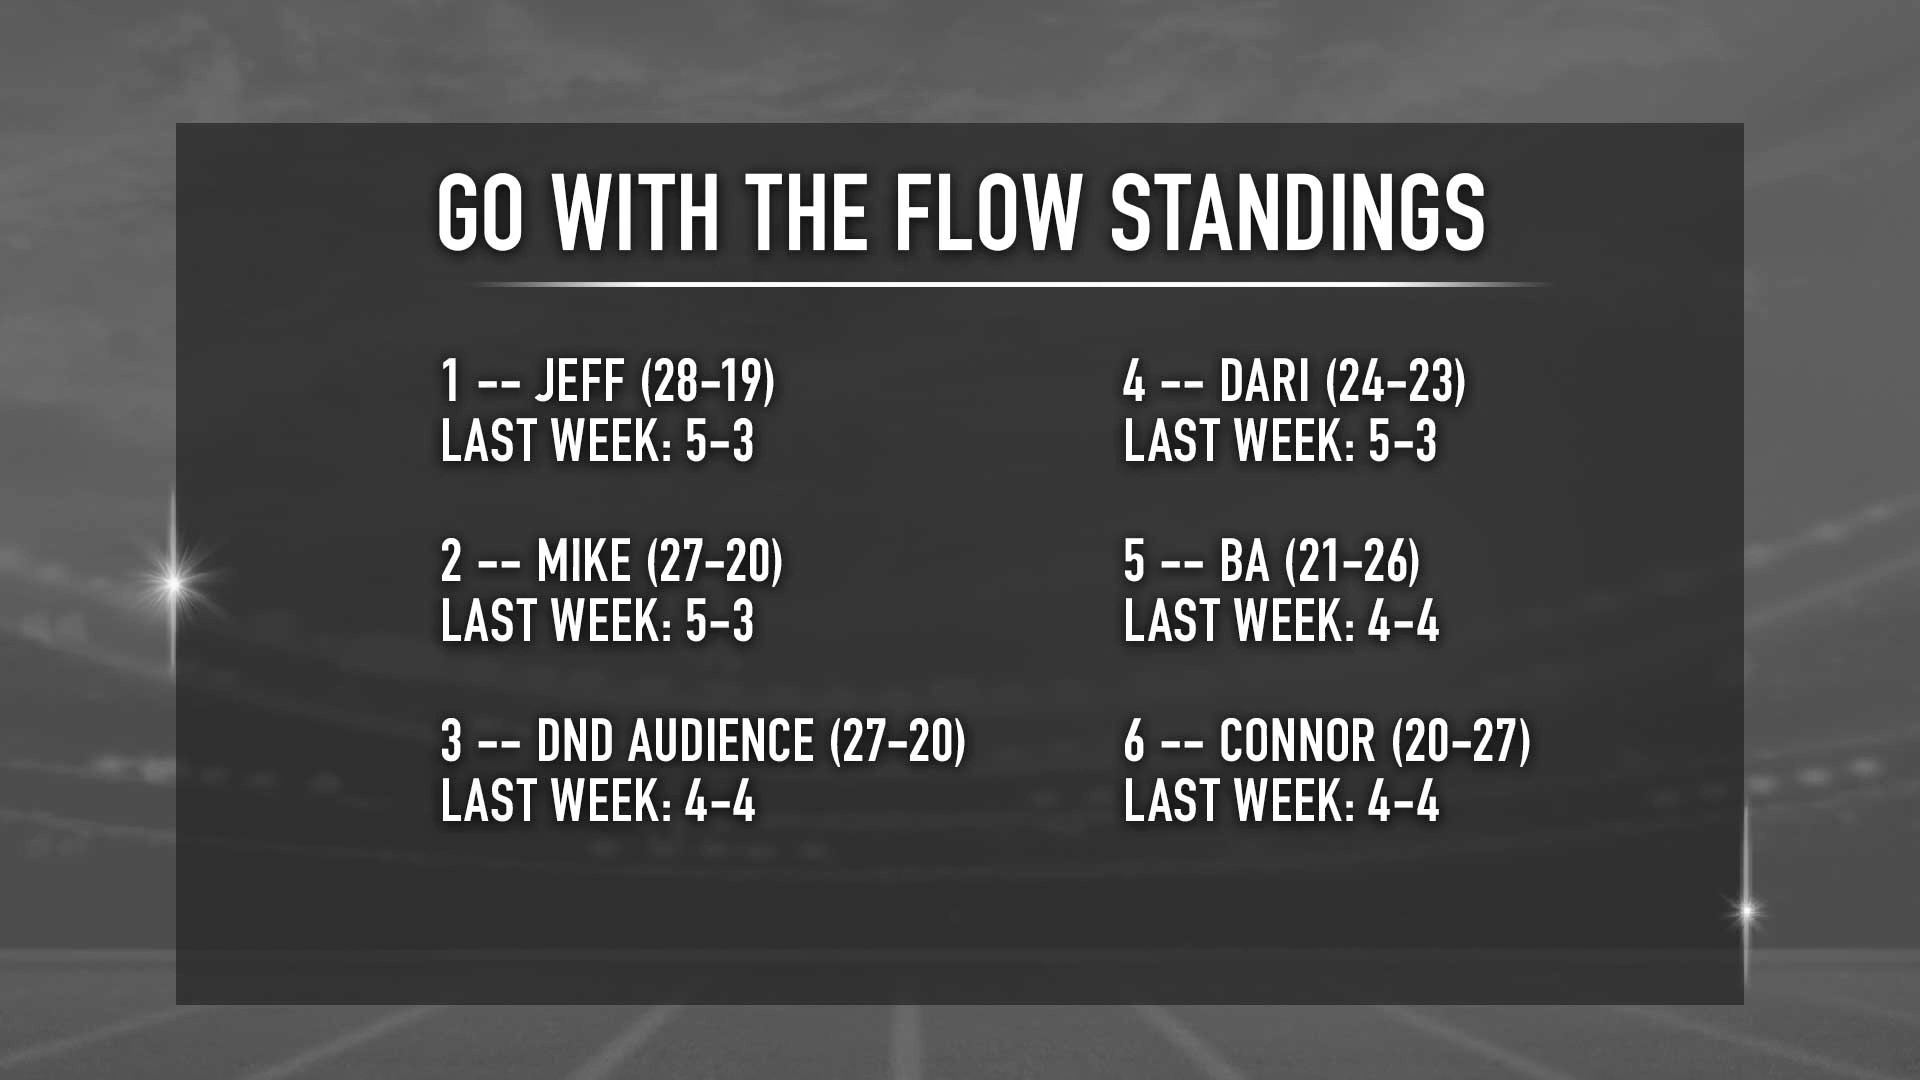 GO WITH THE FLOW STANDINGS
1 -- JEFF (28-19)
LAST WEEK: 5-3
2 -- MIKE (27-20)
LAST WEEK: 5-3
3 -- DND AUDIENCE (27-20)
LAST WEEK: 4-4
4 -- DARI (24-23)
LAST WEEK: 5-3
5 -- BA (21-26)
LAST WEEK: 4-4
6 -- CONNOR (20-27)
LAST WEEK: 4-4